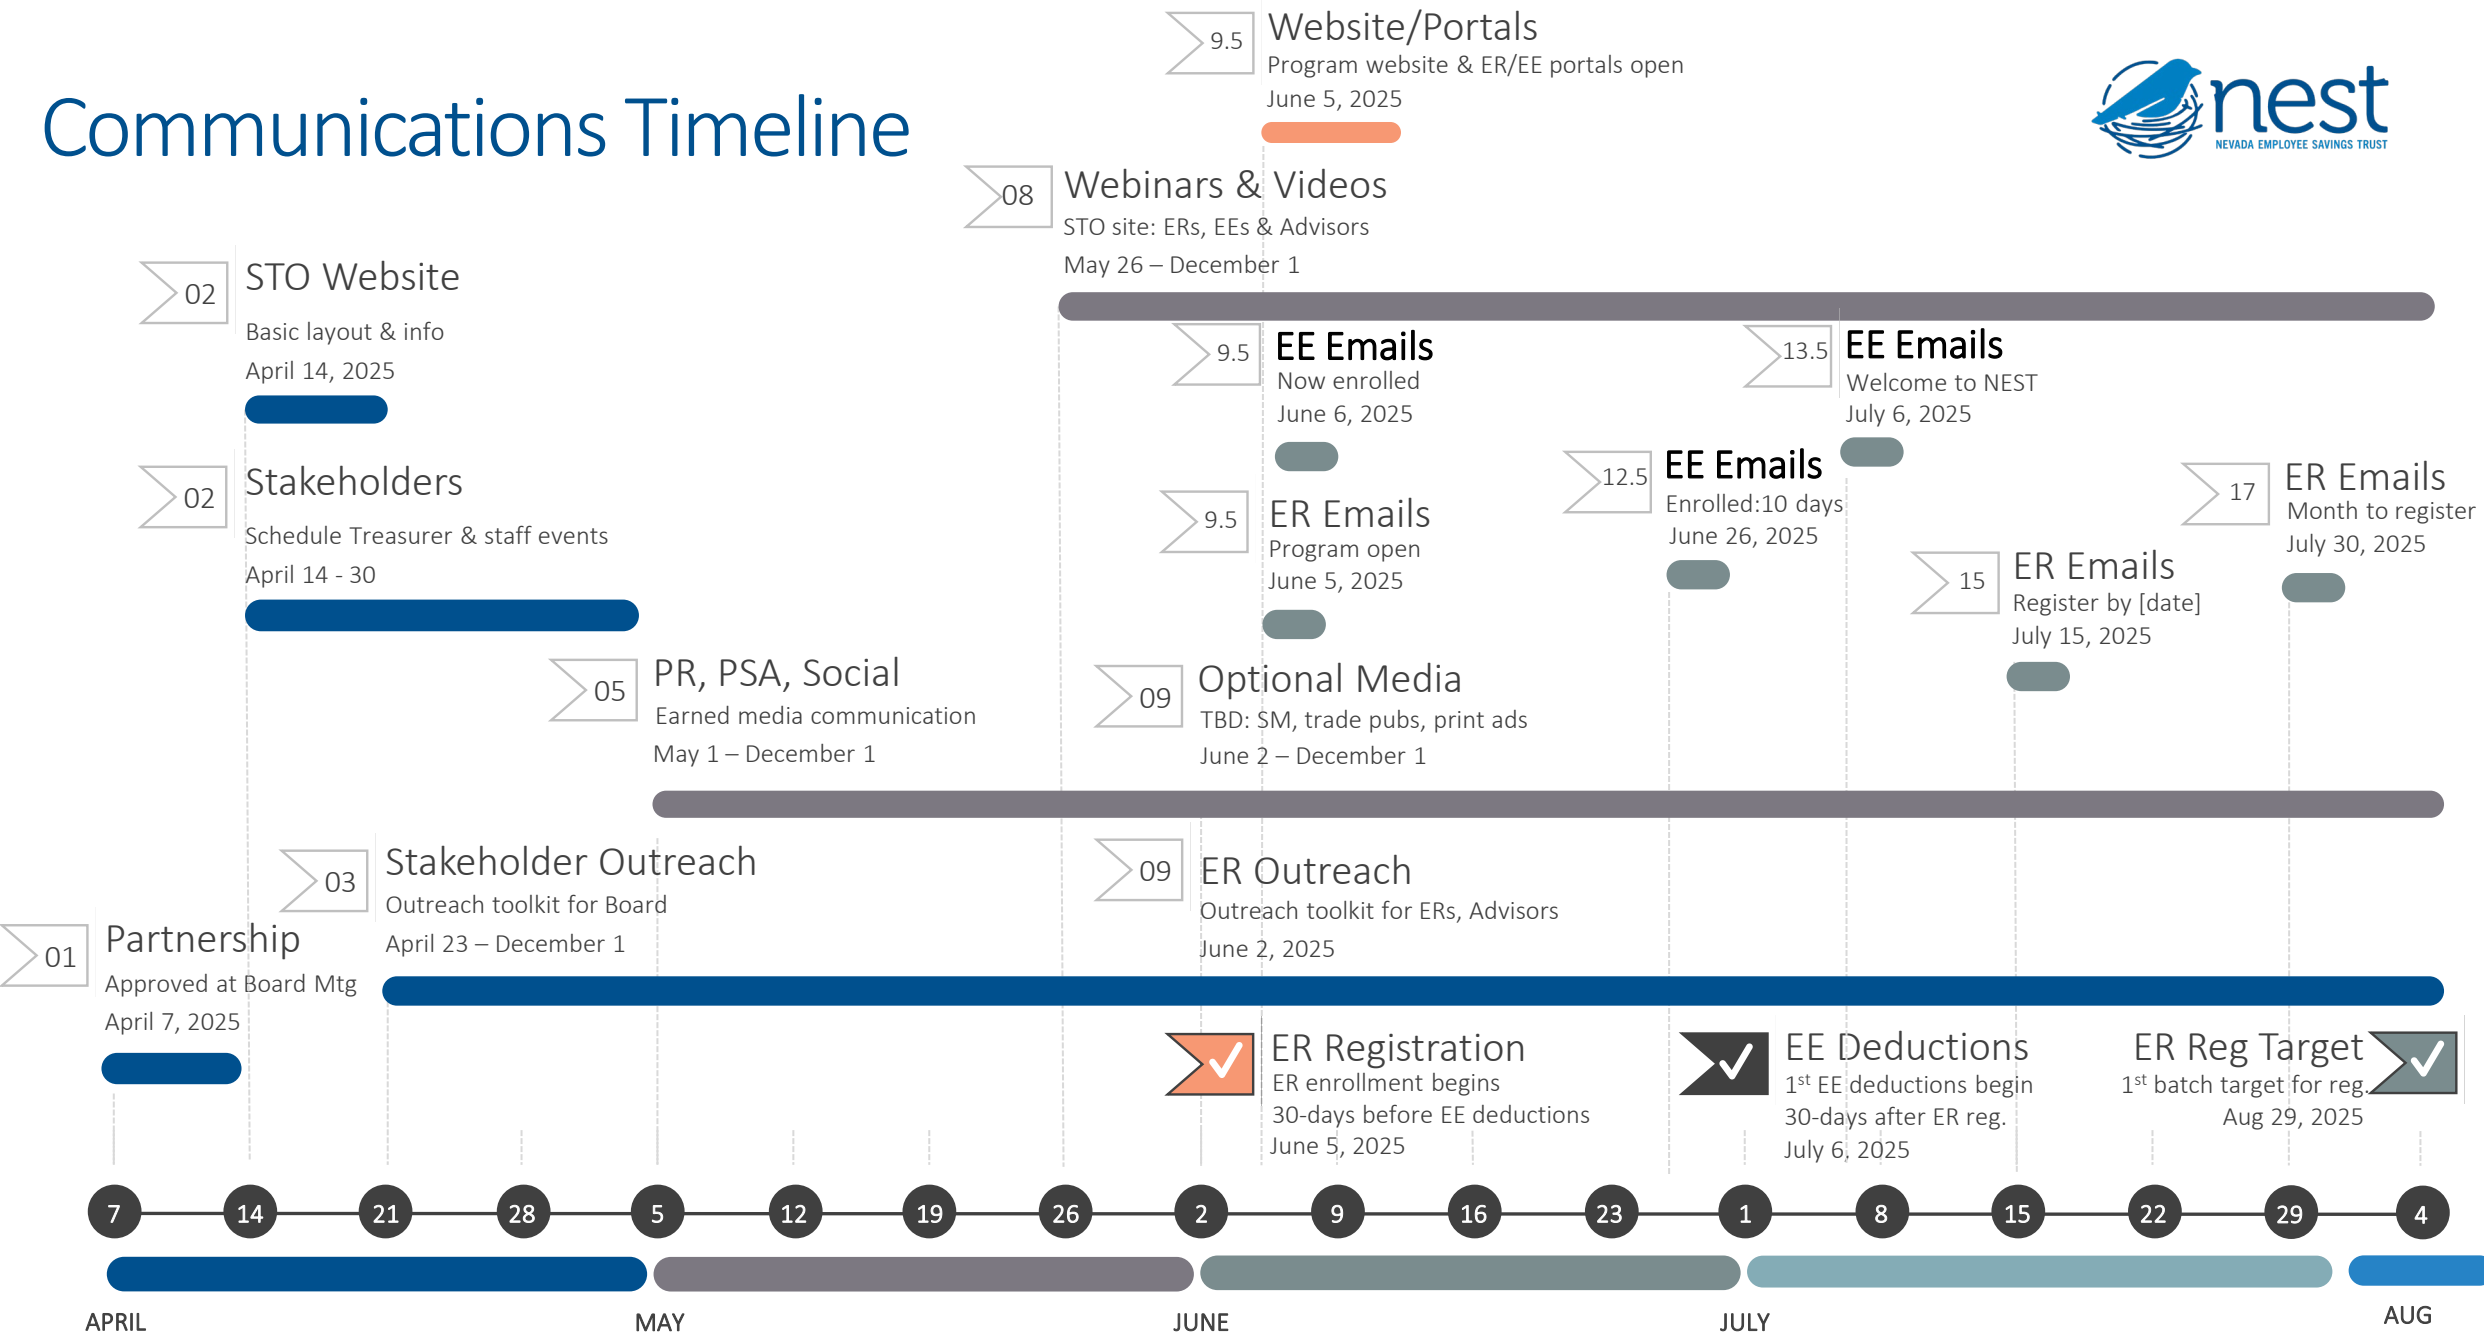 Communications Timeline
nest
NEVADA EMPLOYEE SAVINGS TRUST
9.5
Website/Portals
Program website & ER/EE portals open
June 5, 2025
08
Webinars & Videos
STO site: ERs, EEs & Advisors
May 26 – December 1
02
STO Website
Basic layout & info
April 14, 2025
9.5
EE Emails
Now enrolled
June 6, 2025
13.5
EE Emails
Welcome to NEST
July 6, 2025
02
Stakeholders
Schedule Treasurer & staff events
April 14 - 30
12.5
EE Emails
Enrolled:10 days
June 26, 2025
17
ER Emails
Month to register
July 30, 2025
9.5
ER Emails
Program open
June 5, 2025
15
ER Emails
Register by [date]
July 15, 2025
05
PR, PSA, Social
Earned media communication
May 1 – December 1
09
Optional Media
TBD: SM, trade pubs, print ads
June 2 – December 1
03
Stakeholder Outreach
Outreach toolkit for Board
April 23 – December 1
09
ER Outreach
Outreach toolkit for ERs, Advisors
June 2, 2025
01
Partnership
Approved at Board Mtg
April 7, 2025
ER Registration
ER enrollment begins
30-days before EE deductions
June 5, 2025
EE Deductions
1st EE deductions begin
30-days after ER reg.
July 6, 2025
ER Reg Target
1st batch target for reg.
Aug 29, 2025
7 14 21 28 5 12 19 26 2 9 16 23 1 8 15 22 29 4
APRIL MAY JUNE JULY AUG